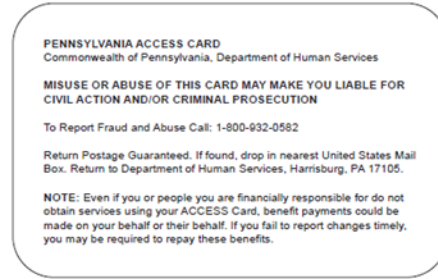 PENNSYLVANIA ACCESS CARD
Commonwealth of Pennsylvania, Department of Human Services
MISUSE OR ABUSE OF THIS CARD MAY MAKE YOU LIABLE FOR
CIVIL ACTION AND/OR CRIMINAL PROSECUTION
To Report Fraud and Abuse Call: 1-800-932-0582
Return Postage Guaranteed. If found, drop in nearest United States Mail
Box. Return to Department of Human Services, Harrisburg, PA 17105.
NOTE: Even if you or people you are financially responsible for do not
obtain services using your ACCESS Card, benefit payments could be
made on your behalf or their behalf. If you fail to report changes timely,
you may be required to repay these benefits.